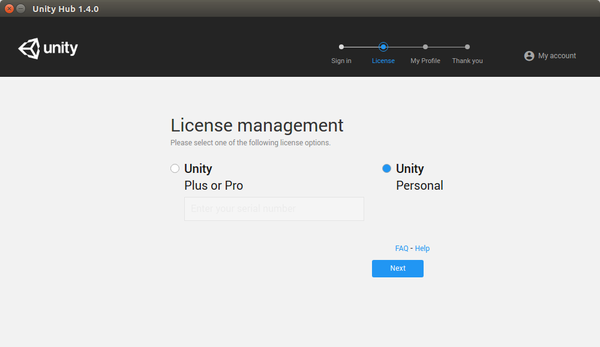 Unity Hub 1.4.0
unity
Sign in
License
My Profile
Thank you
My account
License management
Please select one of the following license options.
Unity
Plus or Pro
Enter your serial number
Unity
Personal
FAQ - Help
Next